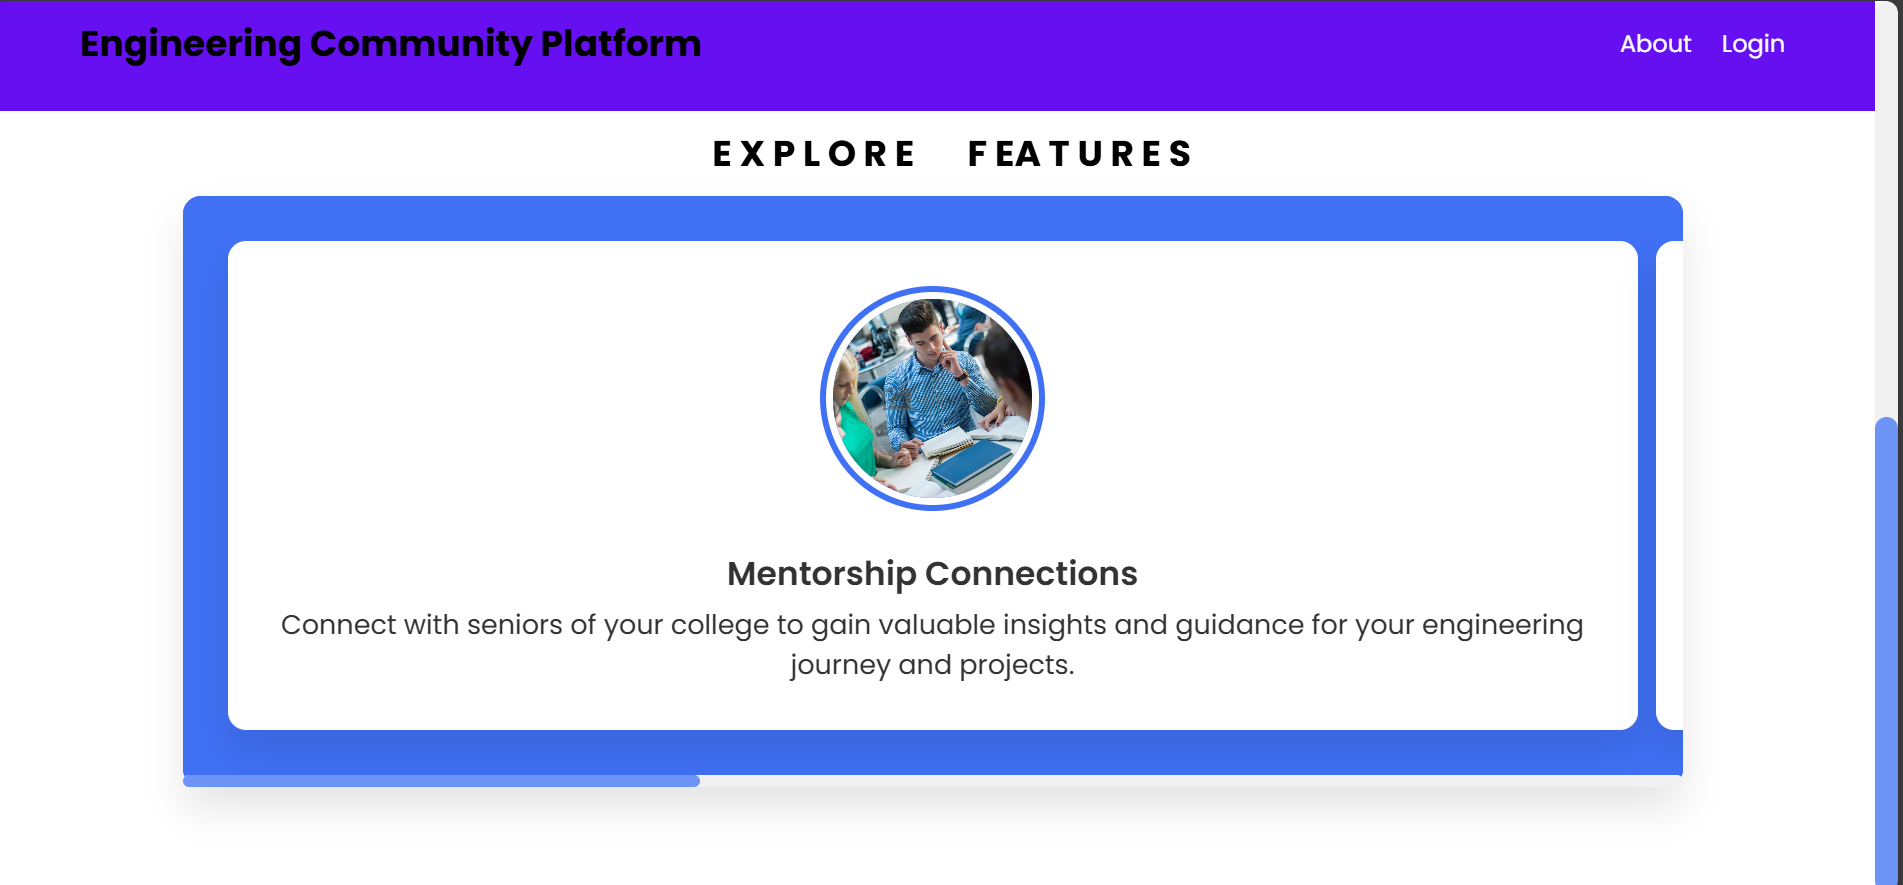 Engineering Community Platform
About Login
EXPLORE FEATURES
Mentorship Connections
Connect with seniors of your college to gain valuable insights and guidance for your engineering
journey and projects.